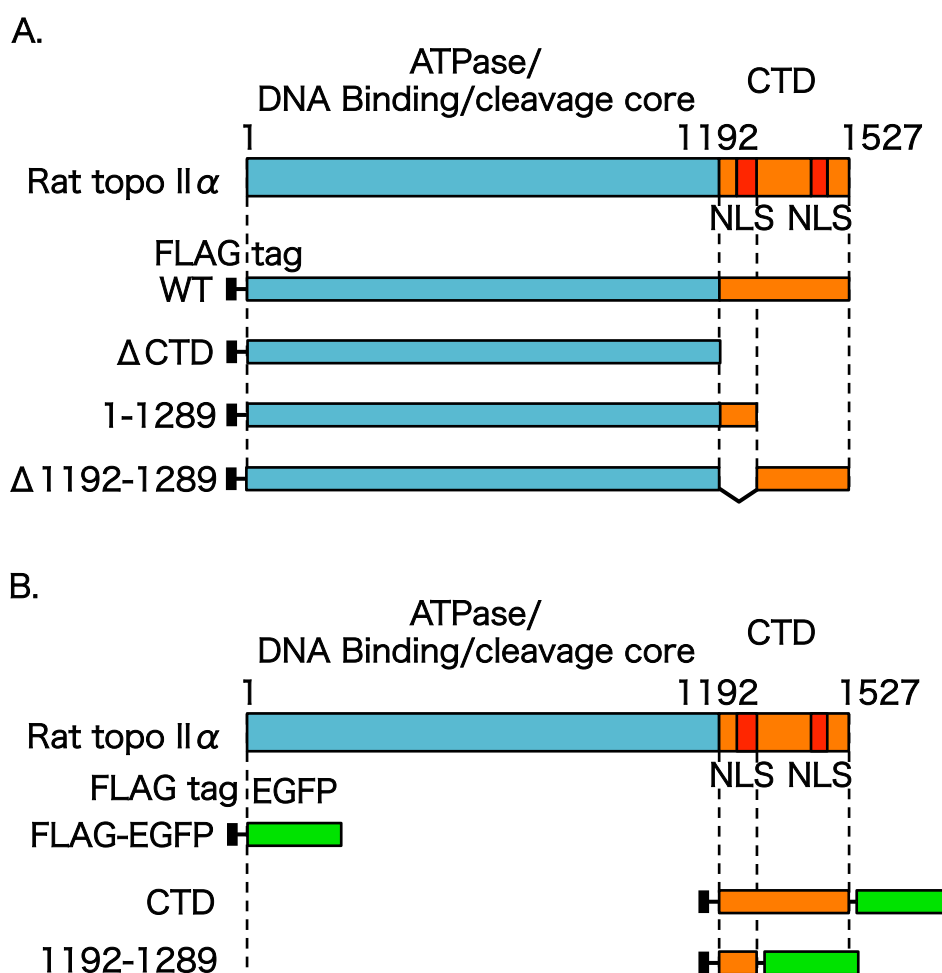 A.
ATPase/
DNA Binding/cleavage core
CTD
1 1192 1527
Rat topo IIα
NLS NLS
FLAG tag
WT
ΔCTD
1-1289
Δ1192-1289
B.
ATPase/
DNA Binding/cleavage core
CTD
1 1192 1527
Rat topo IIα
NLS NLS
FLAG tag EGFP
FLAG-EGFP
CTD
1192-1289